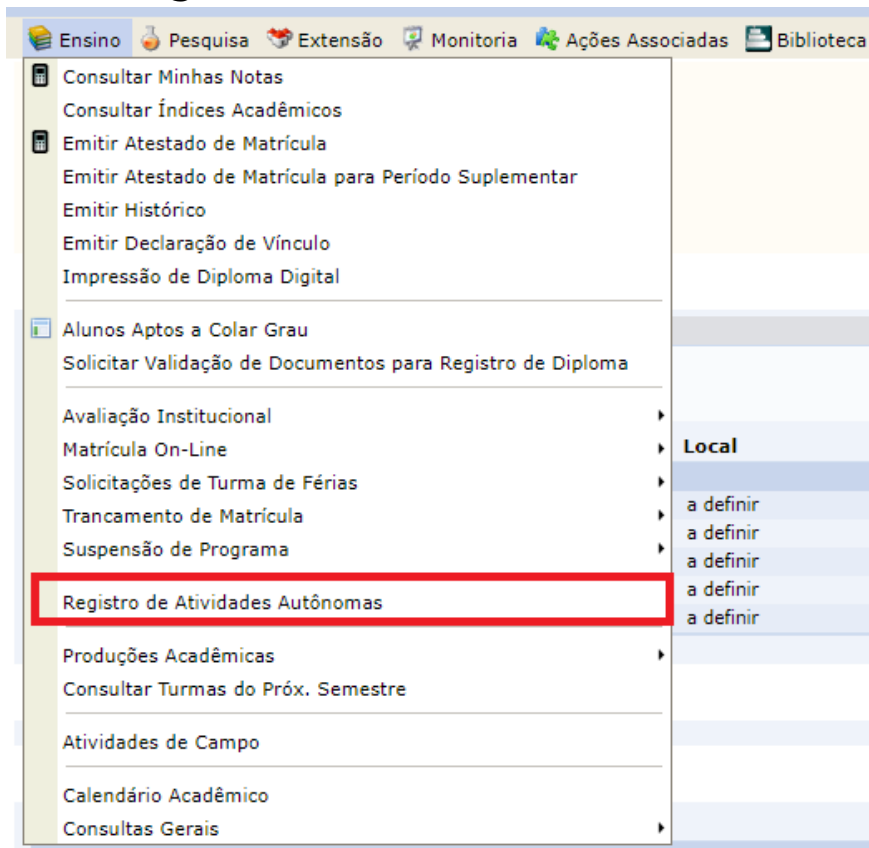 Ensino Pesquisa Extensão Monitoria Ações Associadas Biblioteca
Consultar Minhas Notas
Consultar Índices Acadêmicos
Emitir Atestado de Matrícula
Emitir Atestado de Matrícula para Período Suplementar
Emitir Histórico
Emitir Declaração de Vínculo
Impressão de Diploma Digital
Alunos Aptos a Colar Grau
Solicitar Validação de Documentos para Registro de Diploma
Avaliação Institucional
Matrícula On-Line
Solicitações de Turma de Férias
Trancamento de Matrícula
Suspensão de Programa
Registro de Atividades Autônomas
Produções Acadêmicas
Consultar Turmas do Próx. Semestre
Atividades de Campo
Calendário Acadêmico
Consultas Gerais
Local
a definir
a definir
a definir
a definir
a definir